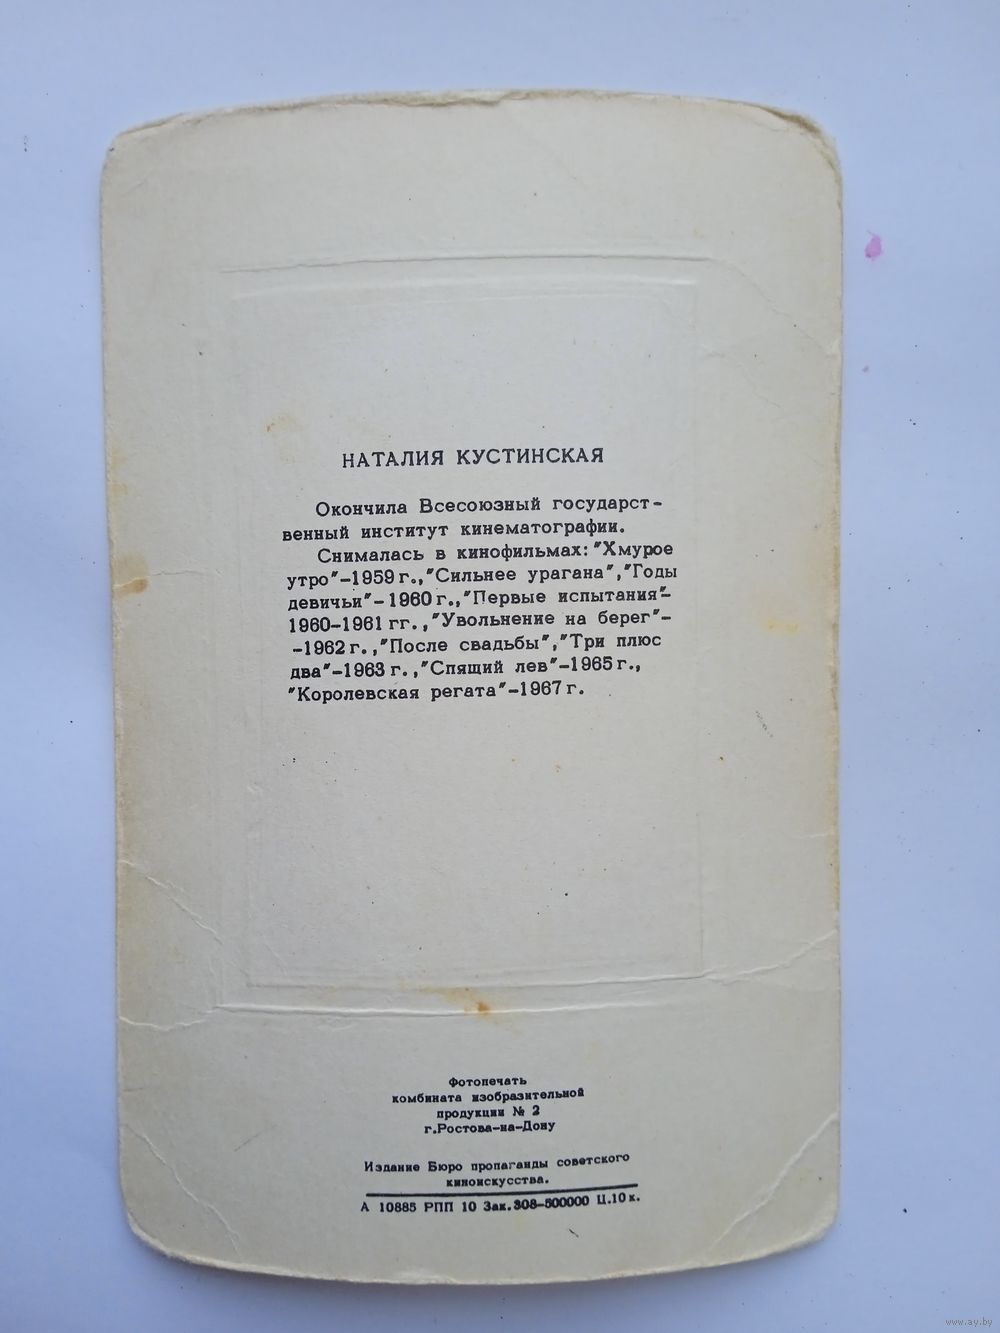 НАТАЛИЯ КУСТИНСКАЯ
Окончила Всесоюзный государст-
венный институт кинематографии.
Снималась в кинофильмах: "Хмурое
утро"-1959 г.,"Сильнее урагана","Годы
девичьи"-1960 г.,"Первые испытания"-
1960-1961 гг.,"Увольнение на берег"-
-1962 г.,"После свадьбы","Три плюс
два"-1963 г.,"Спящий лев"-1965 г.,
"Королевская регата"-1967 г.
Фотопечать
комбината изобразительной
продукции № 2
г.Ростова-на-Дону
Издание Бюро пропаганды советского
киноискусства.
А 10885 РПП 10 Зак.308-500000 Ц.10 к.
www.ay.by